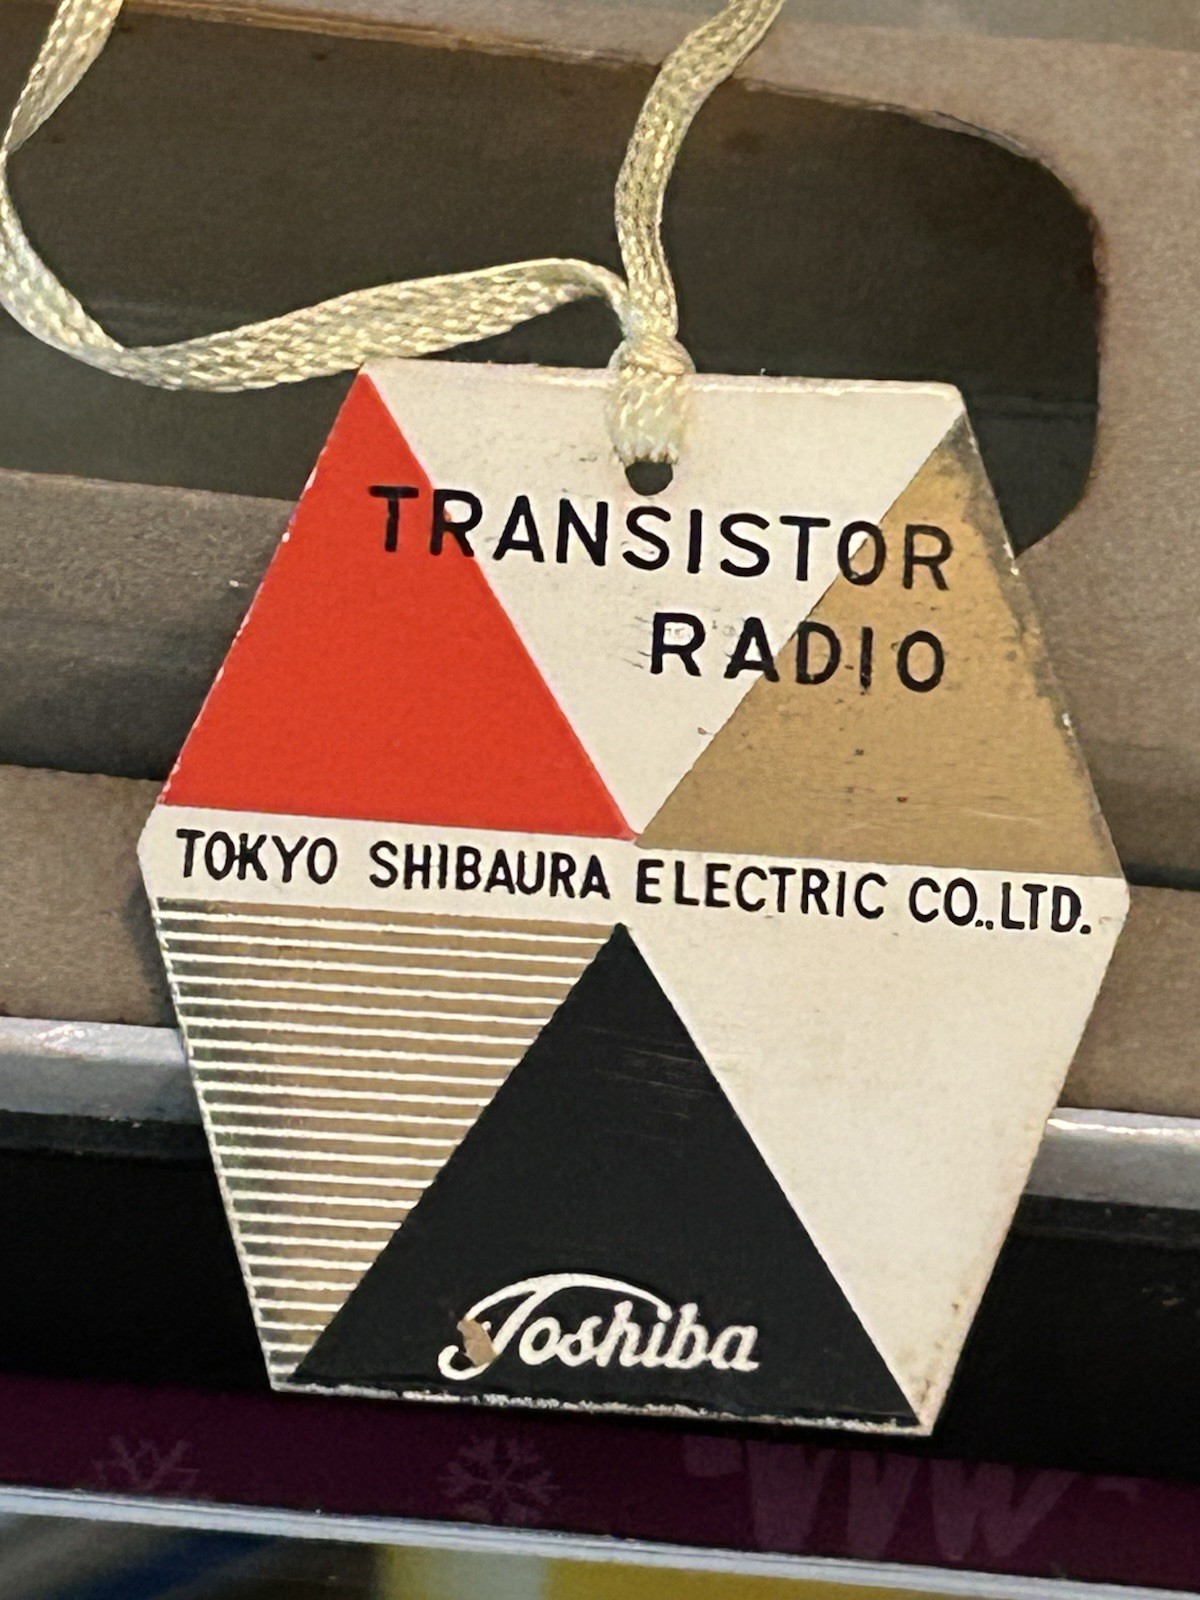 TRANSISTOR
RADIO
TOKYO SHIBAURA ELECTRIC CO.,LTD.
Toshiba